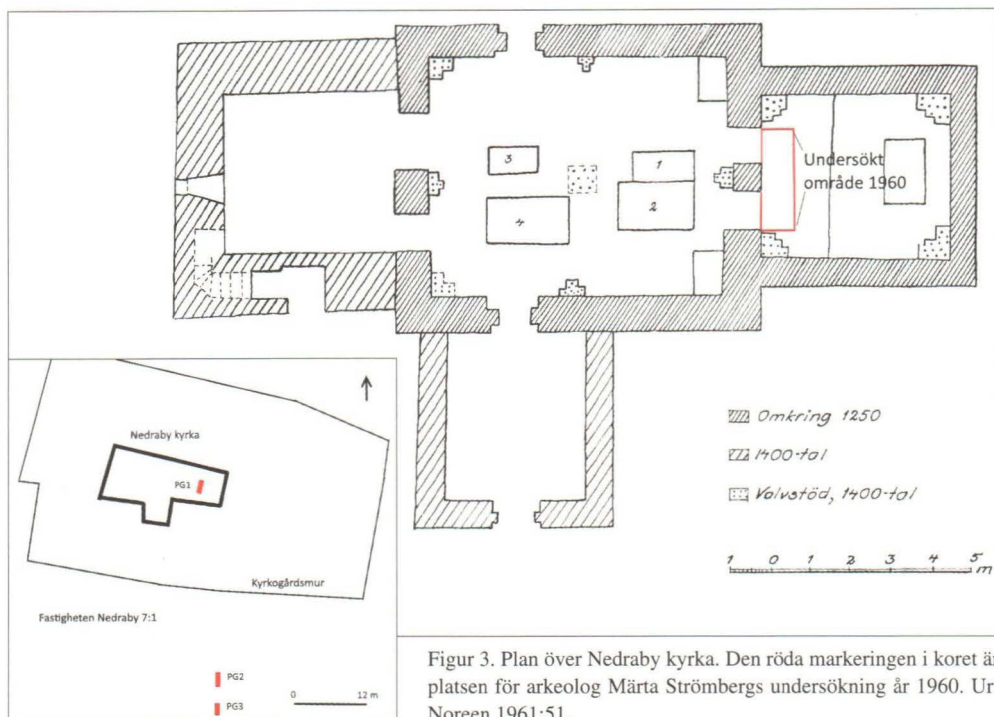 3
1
2
4
Undersökt
område 1960
Omkring 1250
1400-tal
Valvstöd, 1400-tal
1 0 1 2 3 4 5
m
Nedraby kyrka
PG1
Kyrkogårdsmur
Fastigheten Nedraby 7:1
PG2
PG3
0 12 m
Figur 3. Plan över Nedraby kyrka. Den röda markeringen i koret är
platsen för arkeolog Märta Strömbergs undersökning år 1960. Ur
Noreen 1961:51.